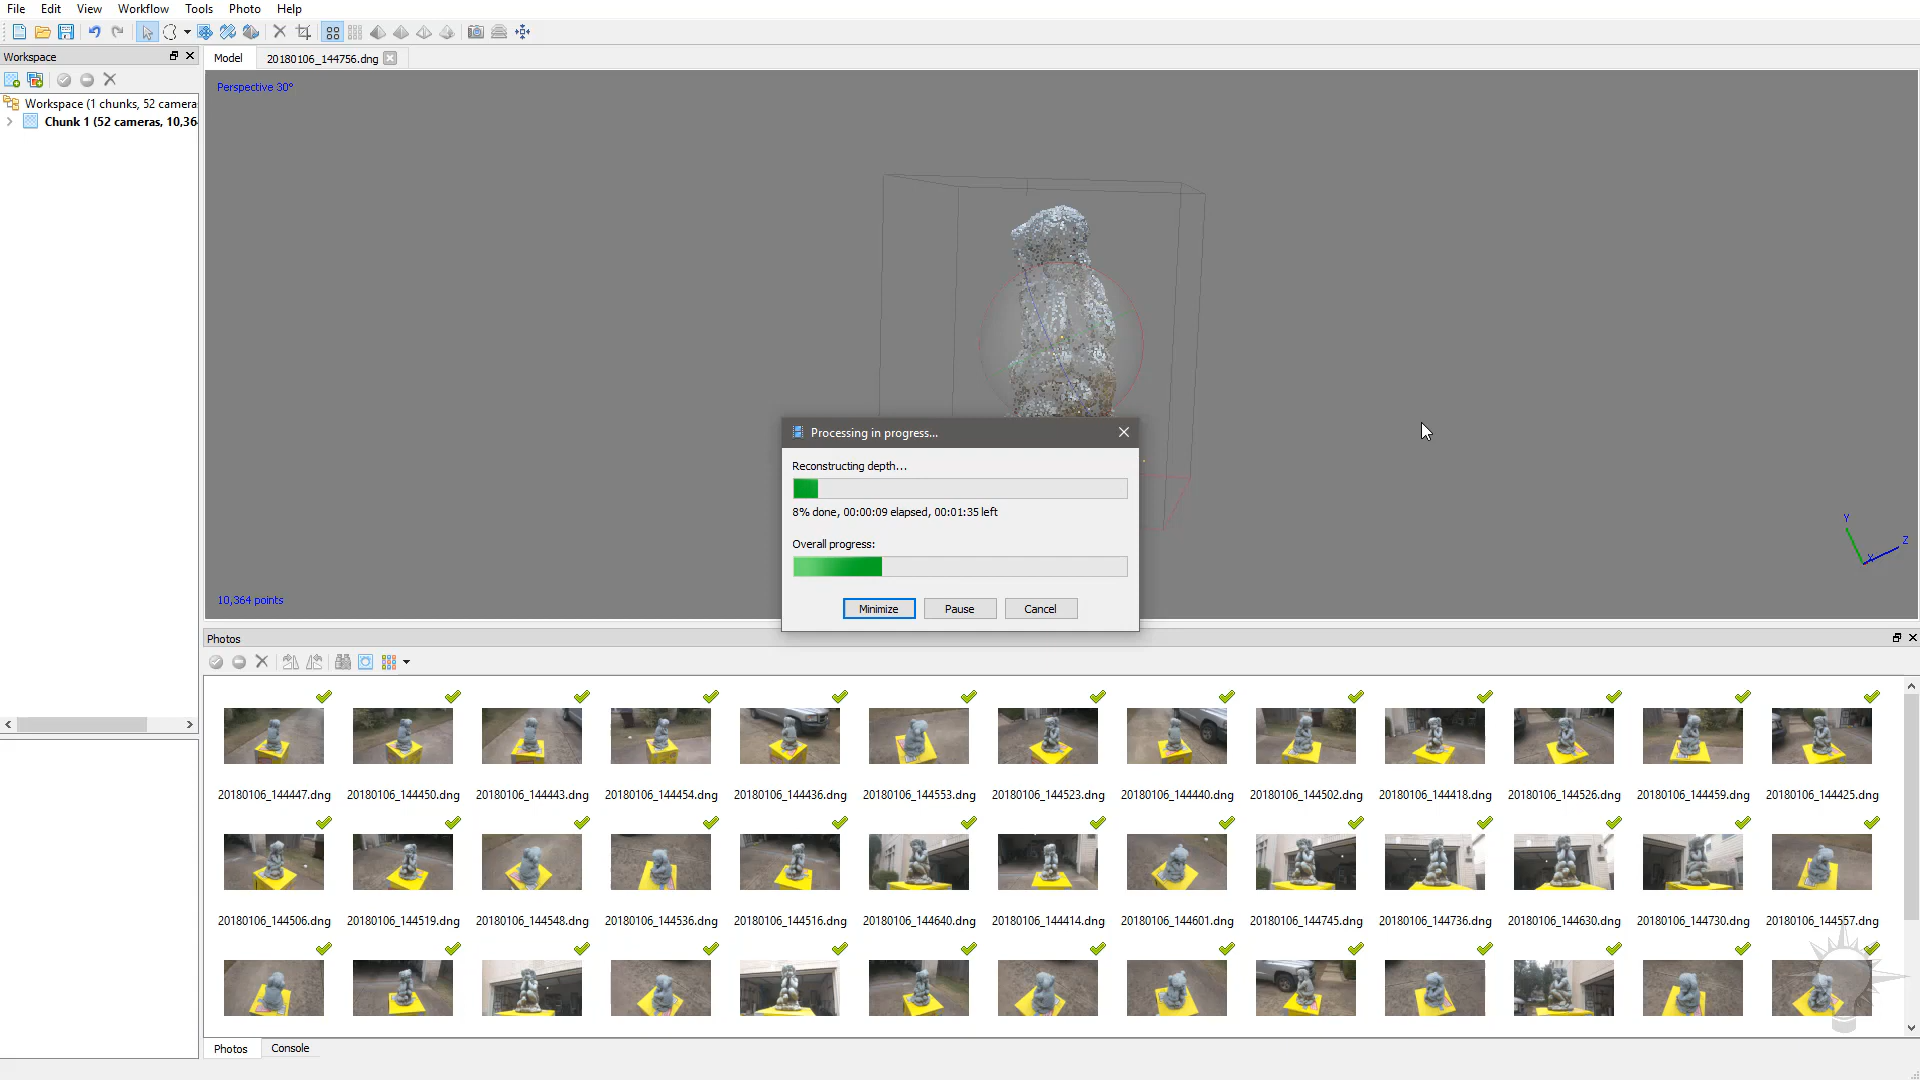 File Edit View Workflow Tools Photo Help
Workspace
Model 20180106_144756.dng
Perspective 30°
Workspace (1 chunks, 52 camera
Chunk 1 (52 cameras, 10,36
Processing in progress...
Reconstructing depth...
8% done, 00:00:09 elapsed, 00:01:35 left
Overall progress:
Minimize Pause Cancel
Y
Z
X
10,364 points
Photos
20180106_144447.dng 20180106_144450.dng 20180106_144443.dng 20180106_144454.dng 20180106_144436.dng 20180106_144553.dng 20180106_144523.dng 20180106_144440.dng 20180106_144502.dng 20180106_144418.dng 20180106_144526.dng 20180106_144459.dng 20180106_144425.dng
20180106_144506.dng 20180106_144519.dng 20180106_144548.dng 20180106_144536.dng 20180106_144516.dng 20180106_144640.dng 20180106_144414.dng 20180106_144601.dng 20180106_144745.dng 20180106_144736.dng 20180106_144630.dng 20180106_144730.dng 20180106_144557.dng
Photos Console